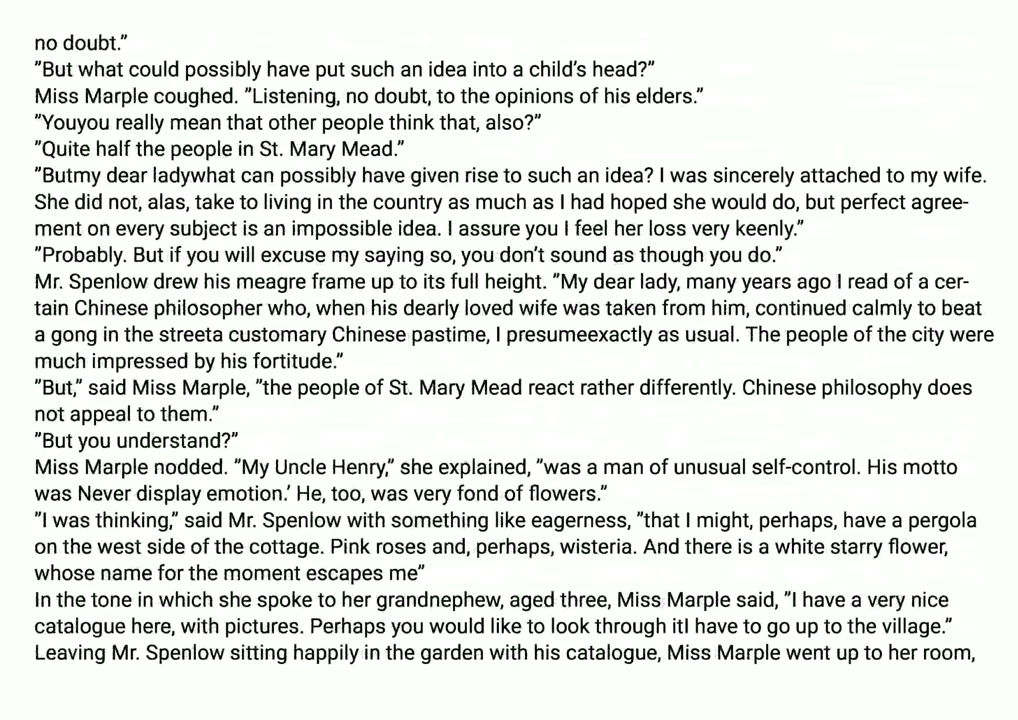 no doubt.”
”But what could possibly have put such an idea into a child’s head?”
Miss Marple coughed. ”Listening, no doubt, to the opinions of his elders.”
”Youyou really mean that other people think that, also?”
”Quite half the people in St. Mary Mead.”
”Butmy dear ladywhat can possibly have given rise to such an idea? I was sincerely attached to my wife.
She did not, alas, take to living in the country as much as I had hoped she would do, but perfect agree-
ment on every subject is an impossible idea. I assure you I feel her loss very keenly.”
”Probably. But if you will excuse my saying so, you don’t sound as though you do.”
Mr. Spenlow drew his meagre frame up to its full height. ”My dear lady, many years ago I read of a cer-
tain Chinese philosopher who, when his dearly loved wife was taken from him, continued calmly to beat
a gong in the streeta customary Chinese pastime, I presumeexactly as usual. The people of the city were
much impressed by his fortitude.”
”But,” said Miss Marple, ”the people of St. Mary Mead react rather differently. Chinese philosophy does
not appeal to them.”
”But you understand?”
Miss Marple nodded. ”My Uncle Henry,” she explained, ”was a man of unusual self-control. His motto
was Never display emotion.’ He, too, was very fond of flowers.”
”I was thinking,” said Mr. Spenlow with something like eagerness, ”that I might, perhaps, have a pergola
on the west side of the cottage. Pink roses and, perhaps, wisteria. And there is a white starry flower,
whose name for the moment escapes me”
In the tone in which she spoke to her grandnephew, aged three, Miss Marple said, ”I have a very nice
catalogue here, with pictures. Perhaps you would like to look through itI have to go up to the village.”
Leaving Mr. Spenlow sitting happily in the garden with his catalogue, Miss Marple went up to her room,